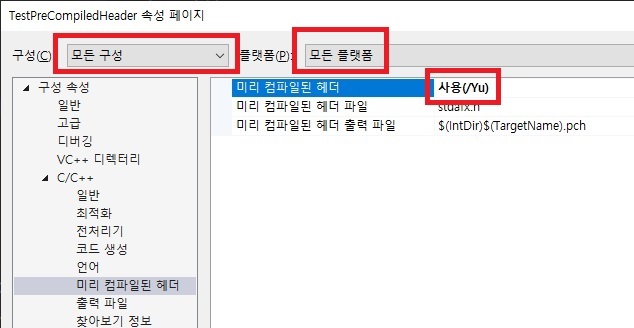 TestPreCompiledHeader 속성 페이지
구성(C) 모든 구성 플랫폼(P): 모든 플랫폼
구성 속성
일반
고급
디버깅
VC++ 디렉터리
C/C++
일반
최적화
전처리기
코드 생성
언어
미리 컴파일된 헤더
출력 파일
찾아보기 정보
미리 컴파일된 헤더 사용(/Yu)
미리 컴파일된 헤더 파일 stdafx.h
미리 컴파일된 헤더 출력 파일 $(IntDir)$(TargetName).pch